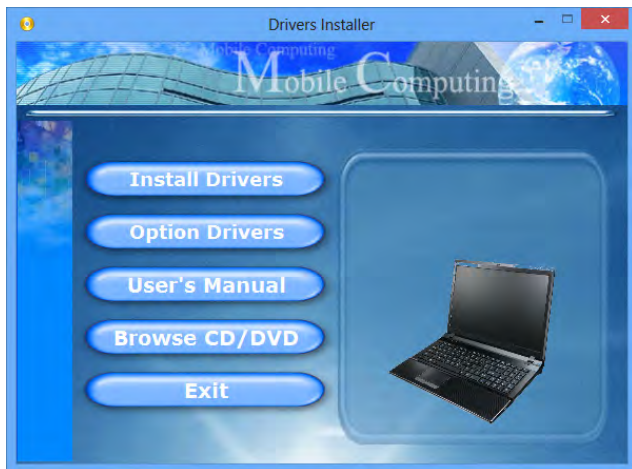 Drivers Installer
Mobile Computing
Mobile Computing
Install Drivers
Option Drivers
User's Manual
Browse CD/DVD
Exit